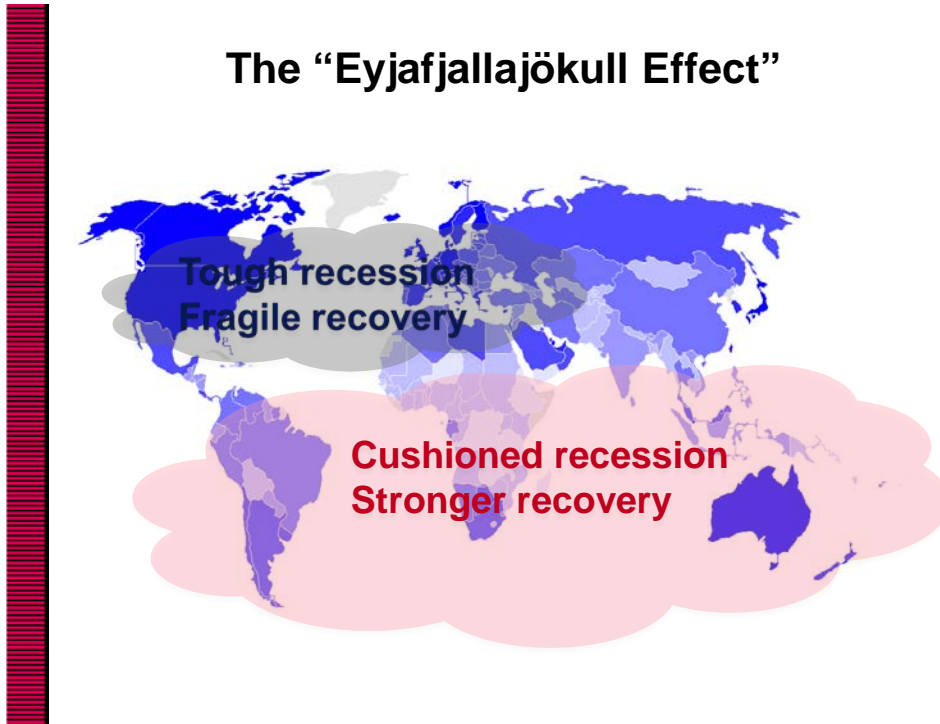 The “Eyjafjallajökull Effect”
Tough recession
Fragile recovery
Cushioned recession
Stronger recovery